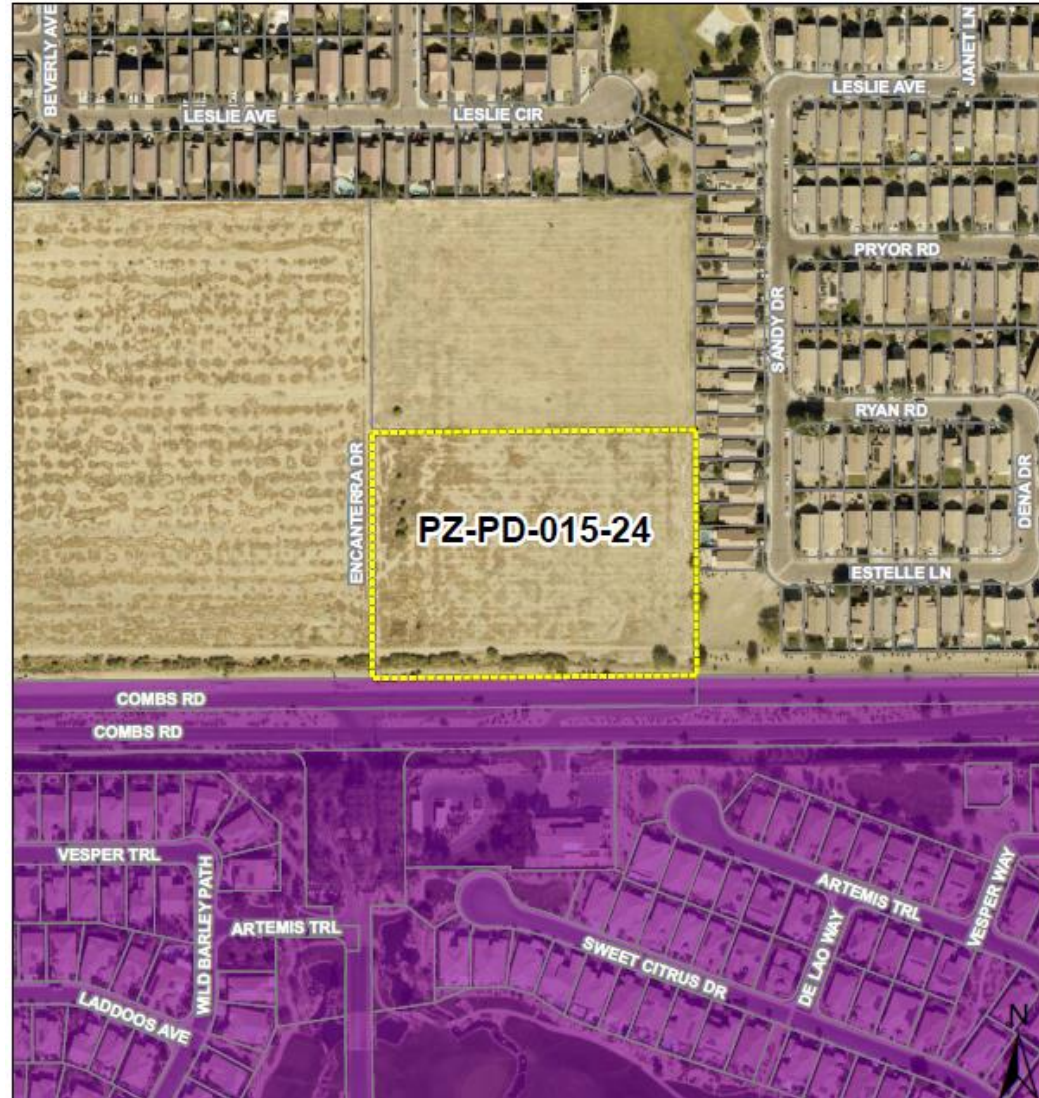 BEVERLY AVE
JANET LN
LESLIE AVE
LESLIE CIR
LESLIE AVE
PRYOR RD
SANDY DR
RYAN RD
ENCANTERRA DR
DENA DR
PZ-PD-015-24
ESTELLE LN
COMBS RD
COMBS RD
VESPER TRL
WILD BARLEY PATH
ARTEMIS TRL
VESPER WAY
ARTEMIS TRL
DE LAO WAY
SWEET CITRUS DR
LADDOOS AVE
N